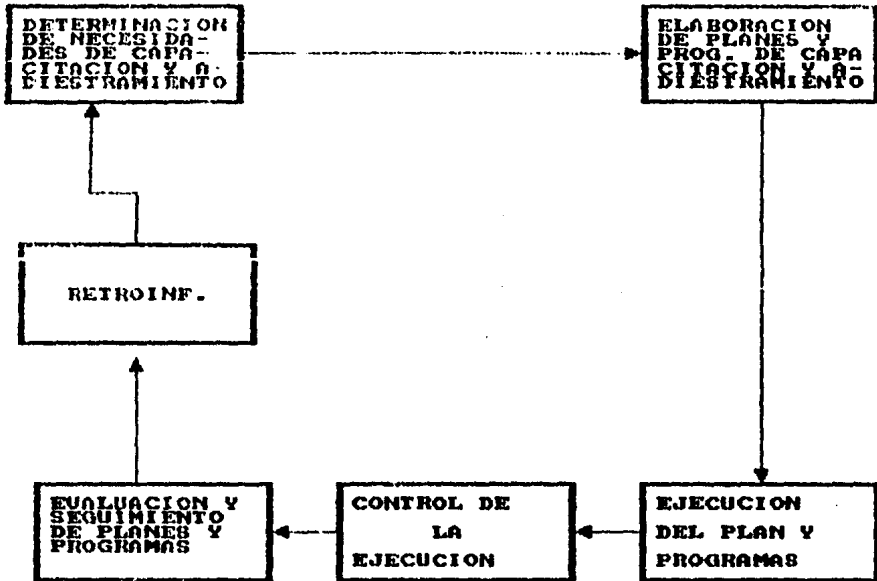 DETERMINACION
DE NECESIDA-
DES DE CAPA-
CITACION Y A-
DIESTRAMIENTO
ELABORACION
DE PLANES Y
PROG. DE CAPA
CITACION Y A-
DIESTRAMIENTO
RETROINF.
EVALUACION Y
SEGUIMIENTO
DE PLANES Y
PROGRAMAS
CONTROL DE
LA
EJECUCION
EJECUCION
DEL PLAN Y
PROGRAMAS